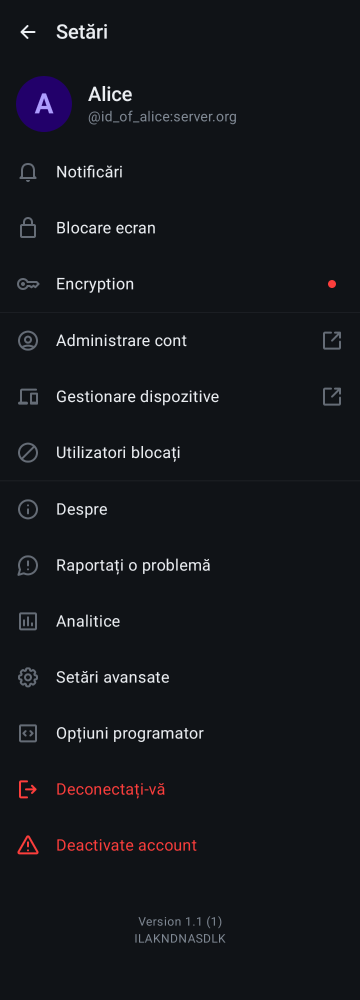 Setări
A
Alice
@id_of_alice:server.org
Notificări
Blocare ecran
Encryption
Administrare cont
Gestionare dispozitive
Utilizatori blocați
Despre
Raportați o problemă
Analitice
Setări avansate
Opțiuni programator
Deconectați-vă
Deactivate account
Version 1.1 (1)
ILAKNDNASDLK